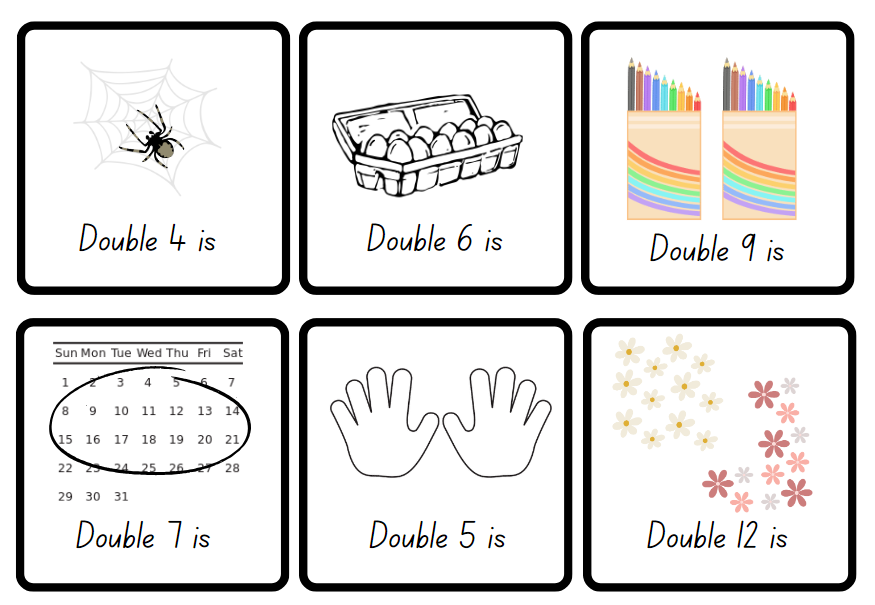 Double 4 is
Double 6 is
Double 9 is
Sun Mon Tue Wed Thu Fri Sat
1 2 3 4 5 6 7
8 9 10 11 12 13 14
15 16 17 18 19 20 21
22 23 24 25 26 27 28
29 30 31
Double 7 is
Double 5 is
Double 12 is